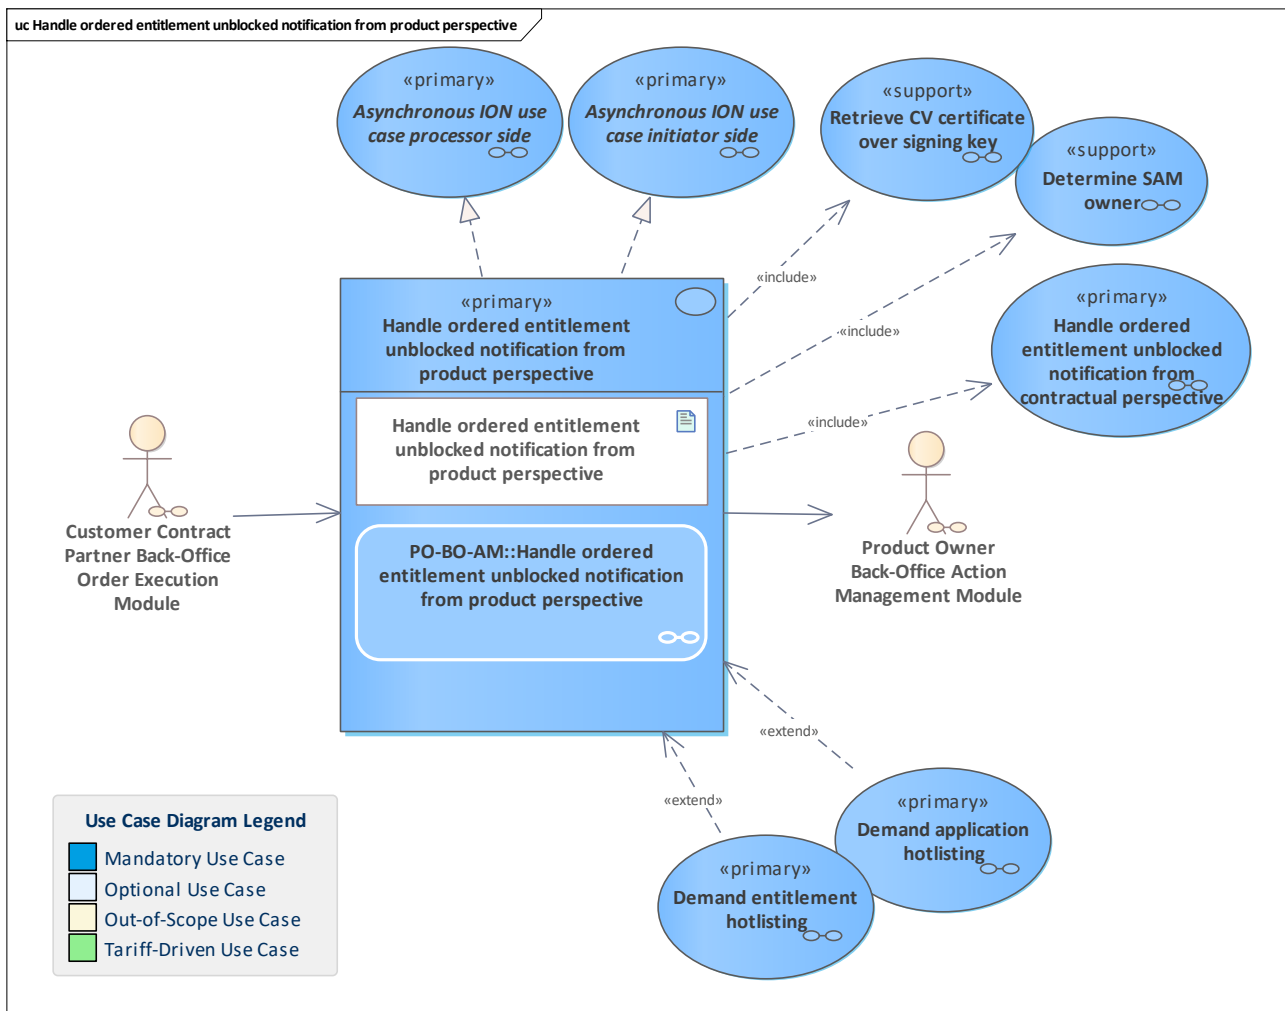 uc Handle ordered entitlement unblocked notification from product perspective
«primary»
Asynchronous ION use
case processor side
«primary»
Asynchronous ION use
case initiator side
«support»
Retrieve CV certificate
over signing key
«support»
Determine SAM
owner
«include»
«include»
«include»
«primary»
Handle ordered
entitlement unblocked
notification from
contractual perspective
«primary»
Handle ordered entitlement
unblocked notification from
product perspective
Handle ordered entitlement
unblocked notification from
product perspective
PO-BO-AM::Handle ordered
entitlement unblocked notification
from product perspective
Customer Contract
Partner Back-Office
Order Execution
Module
Product Owner
Back-Office Action
Management Module
«extend»
«extend»
«primary»
Demand application
hotlisting
«primary»
Demand entitlement
hotlisting
Use Case Diagram Legend
Mandatory Use Case
Optional Use Case
Out-of-Scope Use Case
Tariff-Driven Use Case